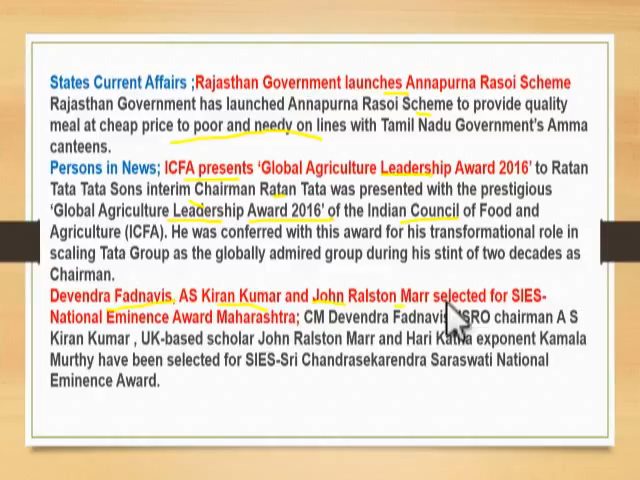 States Current Affairs ;Rajasthan Government launches Annapurna Rasoi Scheme
Rajasthan Government has launched Annapurna Rasoi Scheme to provide quality
meal at cheap price to poor and needy on lines with Tamil Nadu Government's Amma
canteens.
Persons in News; ICFA presents 'Global Agriculture Leadership Award 2016' to Ratan
Tata Tata Sons interim Chairman Ratan Tata was presented with the prestigious
'Global Agriculture Leadership Award 2016' of the Indian Council of Food and
Agriculture (ICFA). He was conferred with this award for his transformational role in
scaling Tata Group as the globally admired group during his stint of two decades as
Chairman.
Devendra Fadnavis, AS Kiran Kumar and John Ralston Marr selected for SIES-
National Eminence Award Maharashtra; CM Devendra Fadnavis ISRO chairman A S
Kiran Kumar , UK-based scholar John Ralston Marr and Hari Katha exponent Kamala
Murthy have been selected for SIES-Sri Chandrasekarendra Saraswati National
Eminence Award.